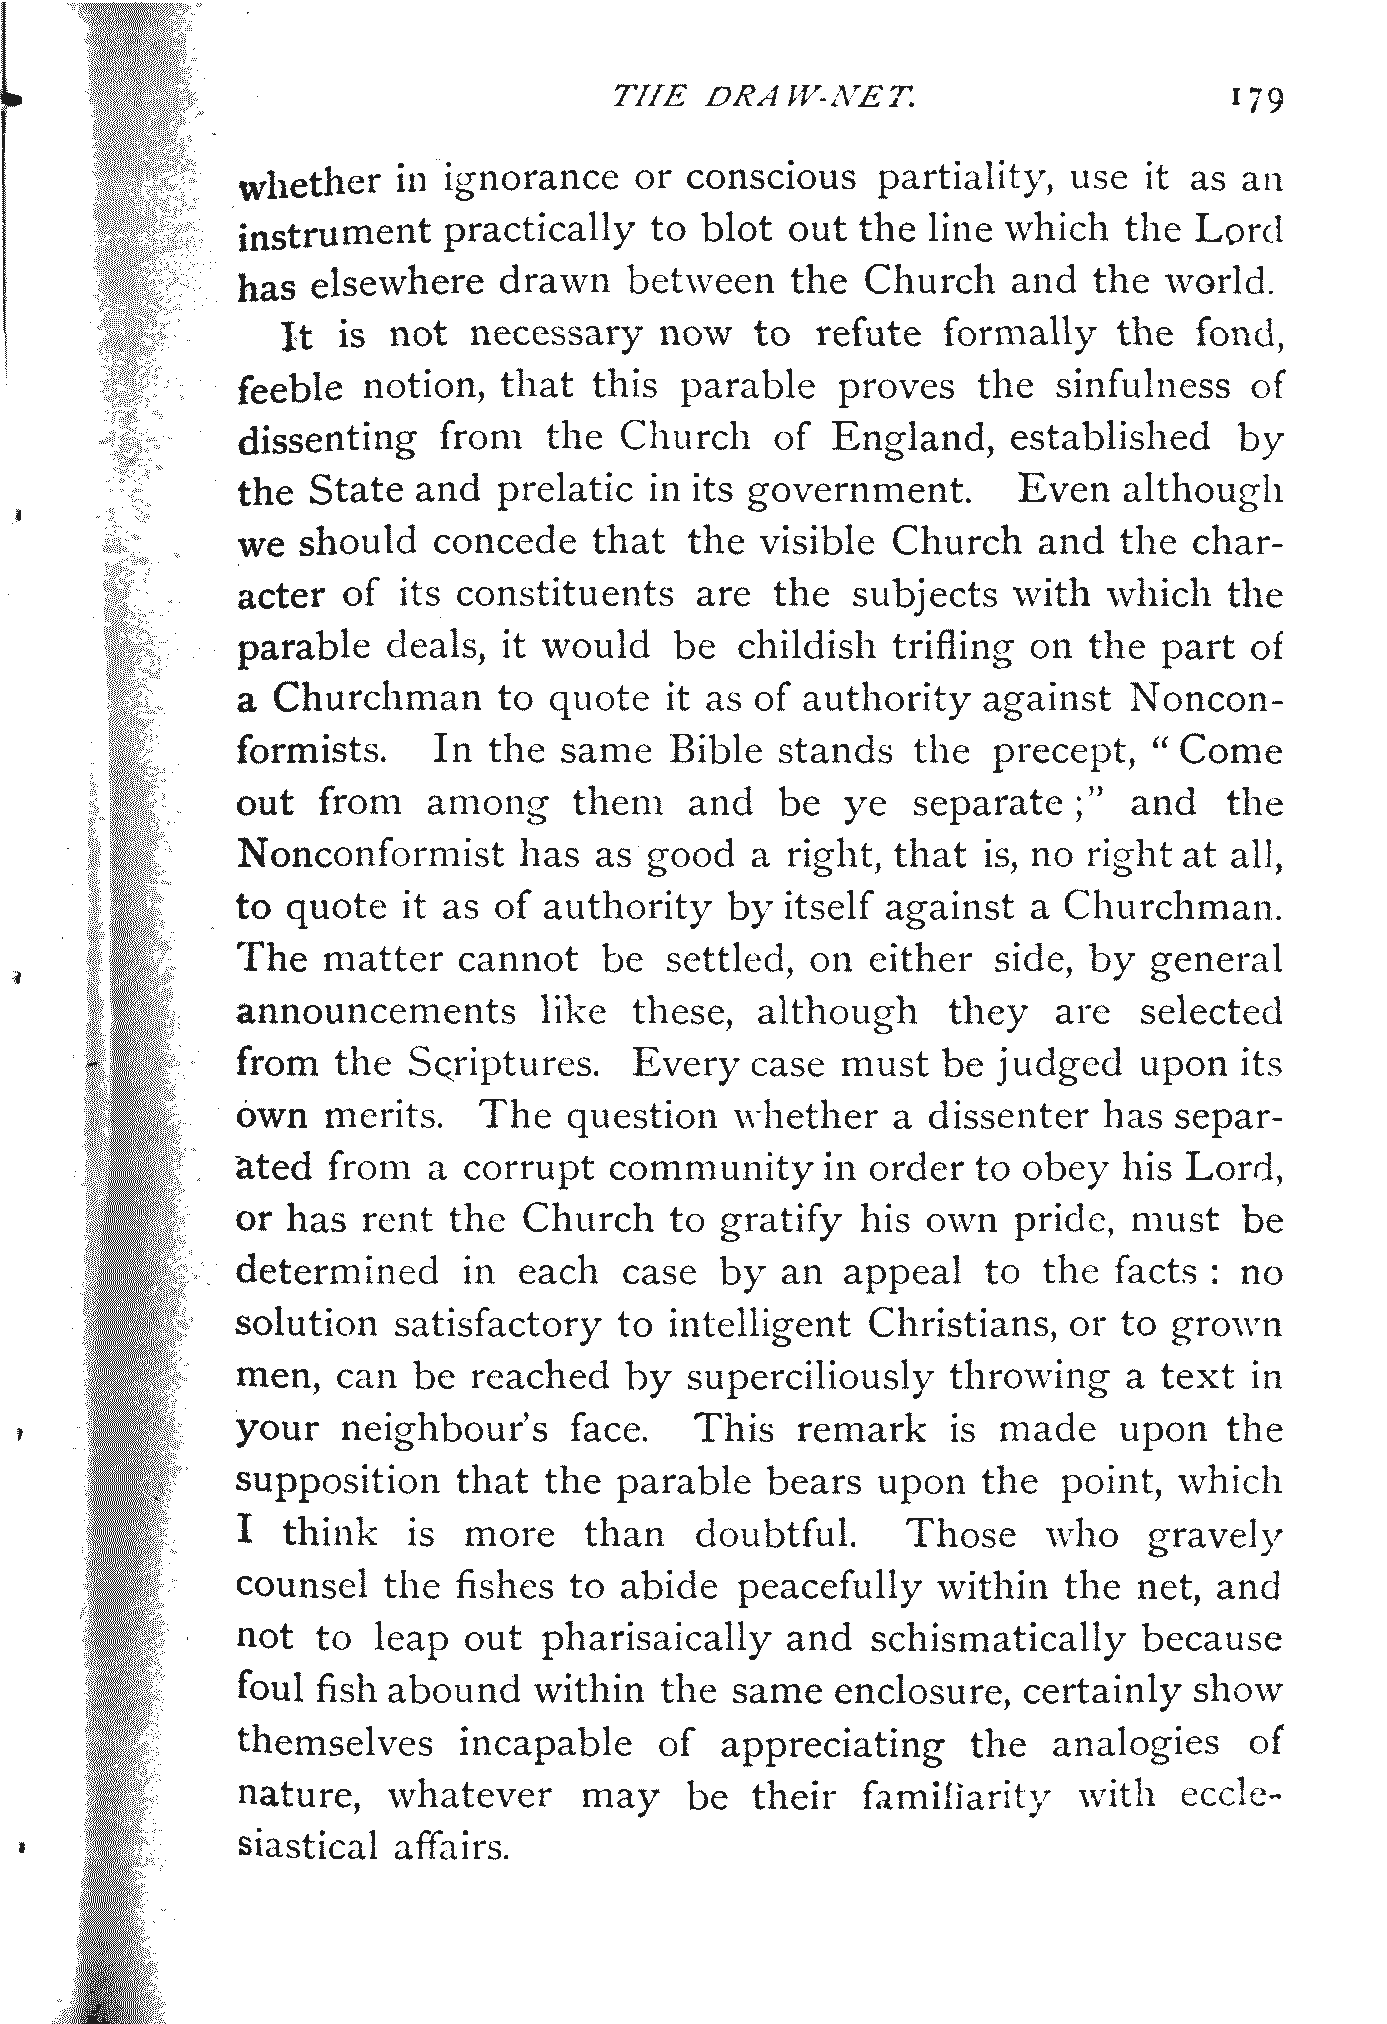 THE DRAW-NET. 179
whether in ignorance or conscious partiality, use it as an
instrument practically to blot out the line which the Lord
has elsewhere drawn between the Church and the world.
It is not necessary now to refute formally the fond,
feeble notion, that this parable proves the sinfulness of
dissenting from the Church of England, established by
the State and prelatic in its government. Even although
we should concede that the visible Church and the char-
acter of its constituents are the subjects with which the
parable deals, it would be childish trifling on the part of
a Churchman to quote it as of authority against Noncon-
formists. In the same Bible stands the precept, “ Come
out from among them and be ye separate ;” and the
Nonconformist has as good a right, that is, no right at all,
to quote it as of authority by itself against a Churchman.
The matter cannot be settled, on either side, by general
announcements like these, although they are selected
from the Scriptures. Every case must be judged upon its
own merits. The question whether a dissenter has separ-
ated from a corrupt community in order to obey his Lord,
or has rent the Church to gratify his own pride, must be
determined in each case by an appeal to the facts : no
solution satisfactory to intelligent Christians, or to grown
men, can be reached by superciliously throwing a text in
your neighbour's face. This remark is made upon the
supposition that the parable bears upon the point, which
I think is more than doubtful. Those who gravely
counsel the fishes to abide peacefully within the net, and
not to leap out pharisaically and schismatically because
foul fish abound within the same enclosure, certainly show
themselves incapable of appreciating the analogies of
nature, whatever may be their familiarity with eccle-
siastical affairs.